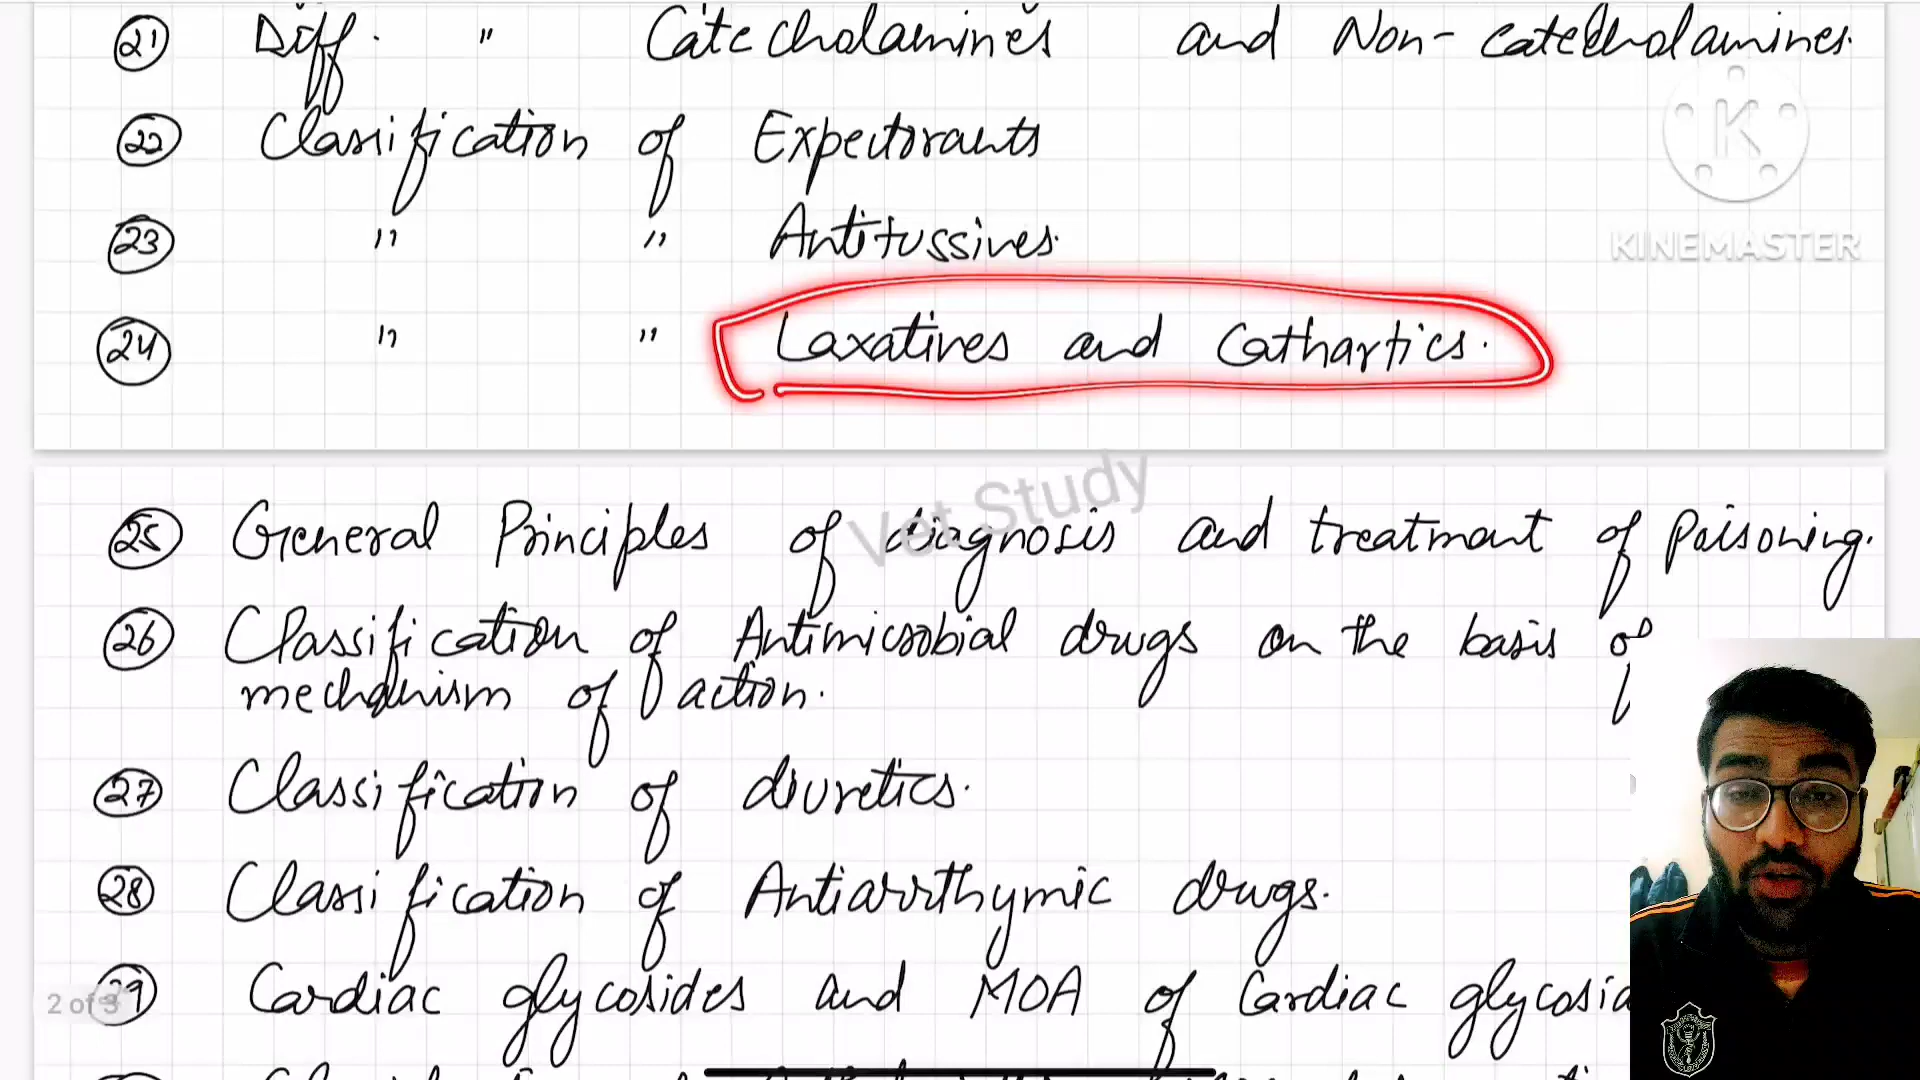 21 Diff. " Catecholamines and Non-catecholamines.
22 Classification of Expectorants
23 " " Antitussives.
24 " " Laxatives and Cathartics.
25 General Principles of diagnosis and treatment of Poisoning.
26 Classification of Antimicrobial drugs on the basis of
mechanism of action.
27 Classification of diuretics.
28 Classification of Antiarrthymic drugs.
29 Cardiac glycosides and MOA of Cardiac glycosid
K
KINEMASTER
Vet Study
2 of 3